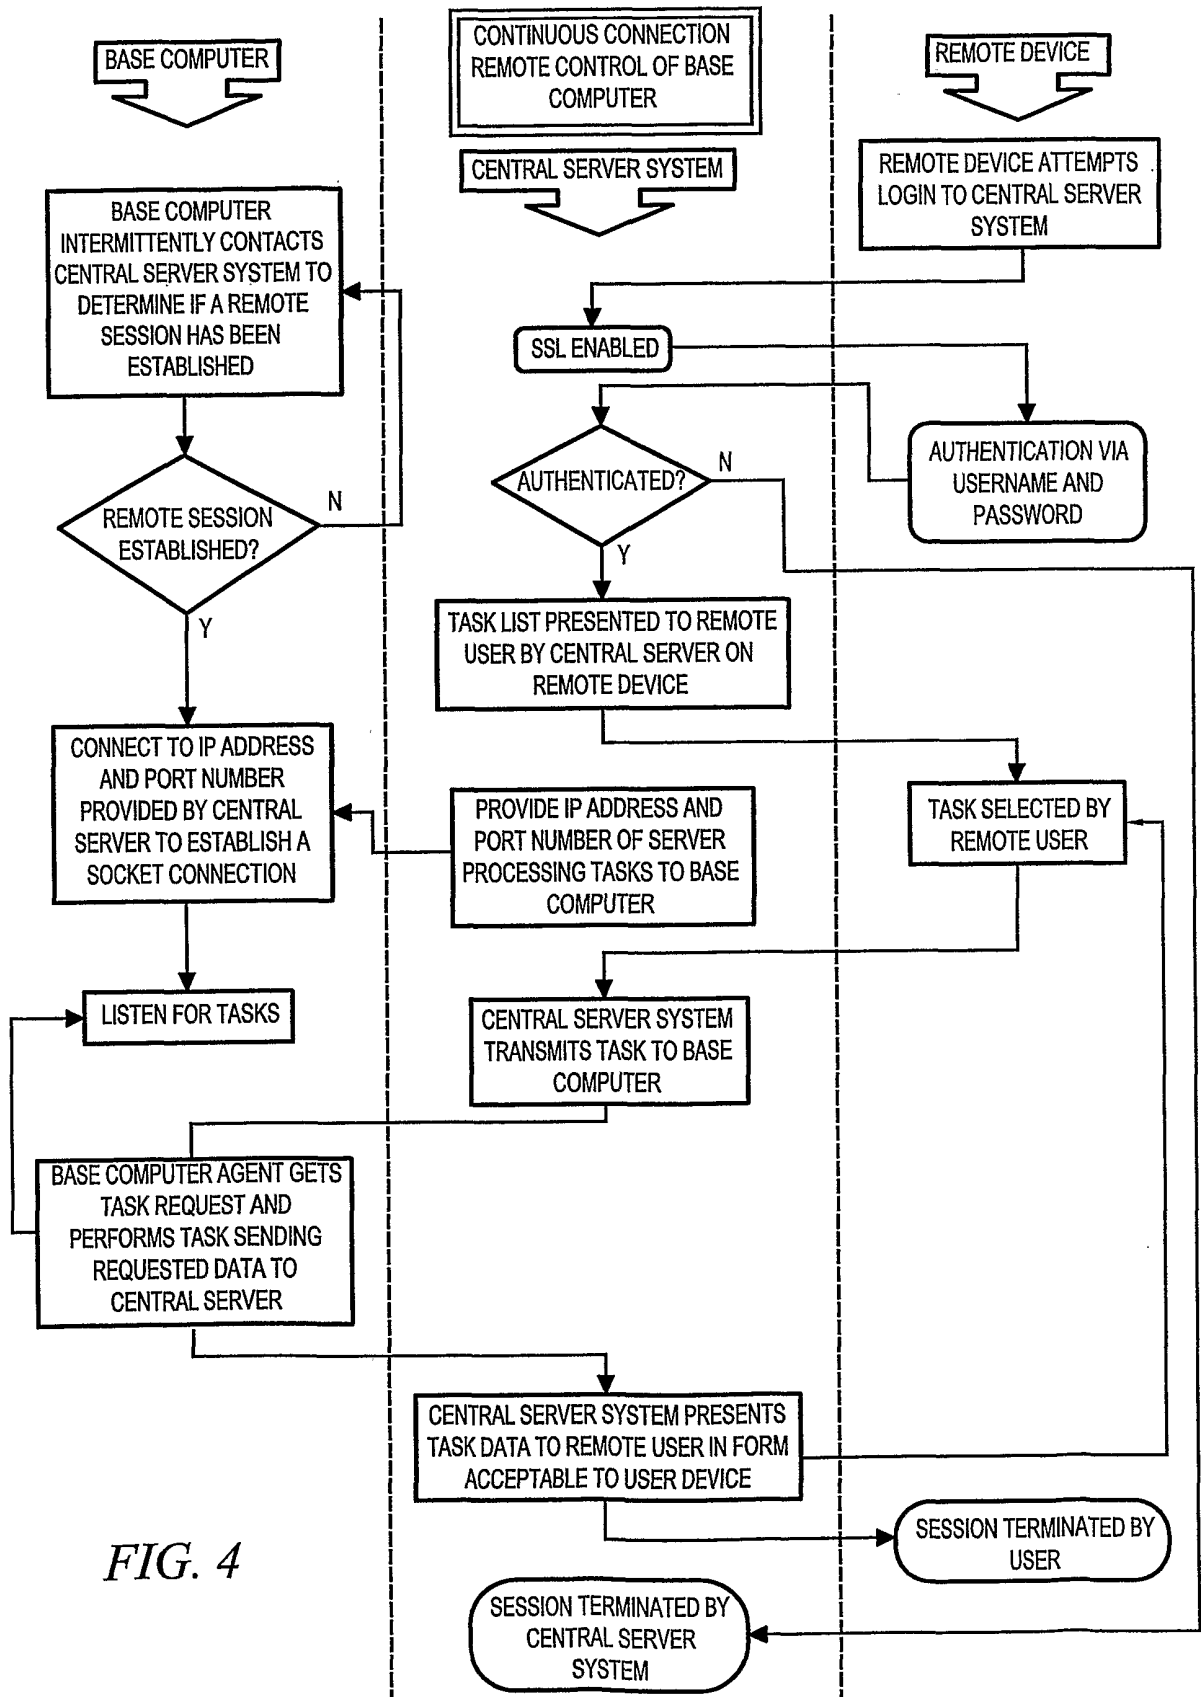 BASE COMPUTER
CONTINUOUS CONNECTION
REMOTE CONTROL OF BASE
COMPUTER
REMOTE DEVICE
CENTRAL SERVER SYSTEM
REMOTE DEVICE ATTEMPTS
LOGIN TO CENTRAL SERVER
SYSTEM
BASE COMPUTER
INTERMITTENTLY CONTACTS
CENTRAL SERVER SYSTEM TO
DETERMINE IF A REMOTE
SESSION HAS BEEN
ESTABLISHED
SSL ENABLED
AUTHENTICATION VIA
USERNAME AND
PASSWORD
AUTHENTICATED?
N
Y
REMOTE SESSION
ESTABLISHED?
N
Y
TASK LIST PRESENTED TO REMOTE
USER BY CENTRAL SERVER ON
REMOTE DEVICE
CONNECT TO IP ADDRESS
AND PORT NUMBER
PROVIDED BY CENTRAL
SERVER TO ESTABLISH A
SOCKET CONNECTION
PROVIDE IP ADDRESS AND
PORT NUMBER OF SERVER
PROCESSING TASKS TO BASE
COMPUTER
TASK SELECTED BY
REMOTE USER
LISTEN FOR TASKS
CENTRAL SERVER SYSTEM
TRANSMITS TASK TO BASE
COMPUTER
BASE COMPUTER AGENT GETS
TASK REQUEST AND
PERFORMS TASK SENDING
REQUESTED DATA TO
CENTRAL SERVER
CENTRAL SERVER SYSTEM PRESENTS
TASK DATA TO REMOTE USER IN FORM
ACCEPTABLE TO USER DEVICE
SESSION TERMINATED BY
USER
FIG. 4
SESSION TERMINATED BY
CENTRAL SERVER
SYSTEM